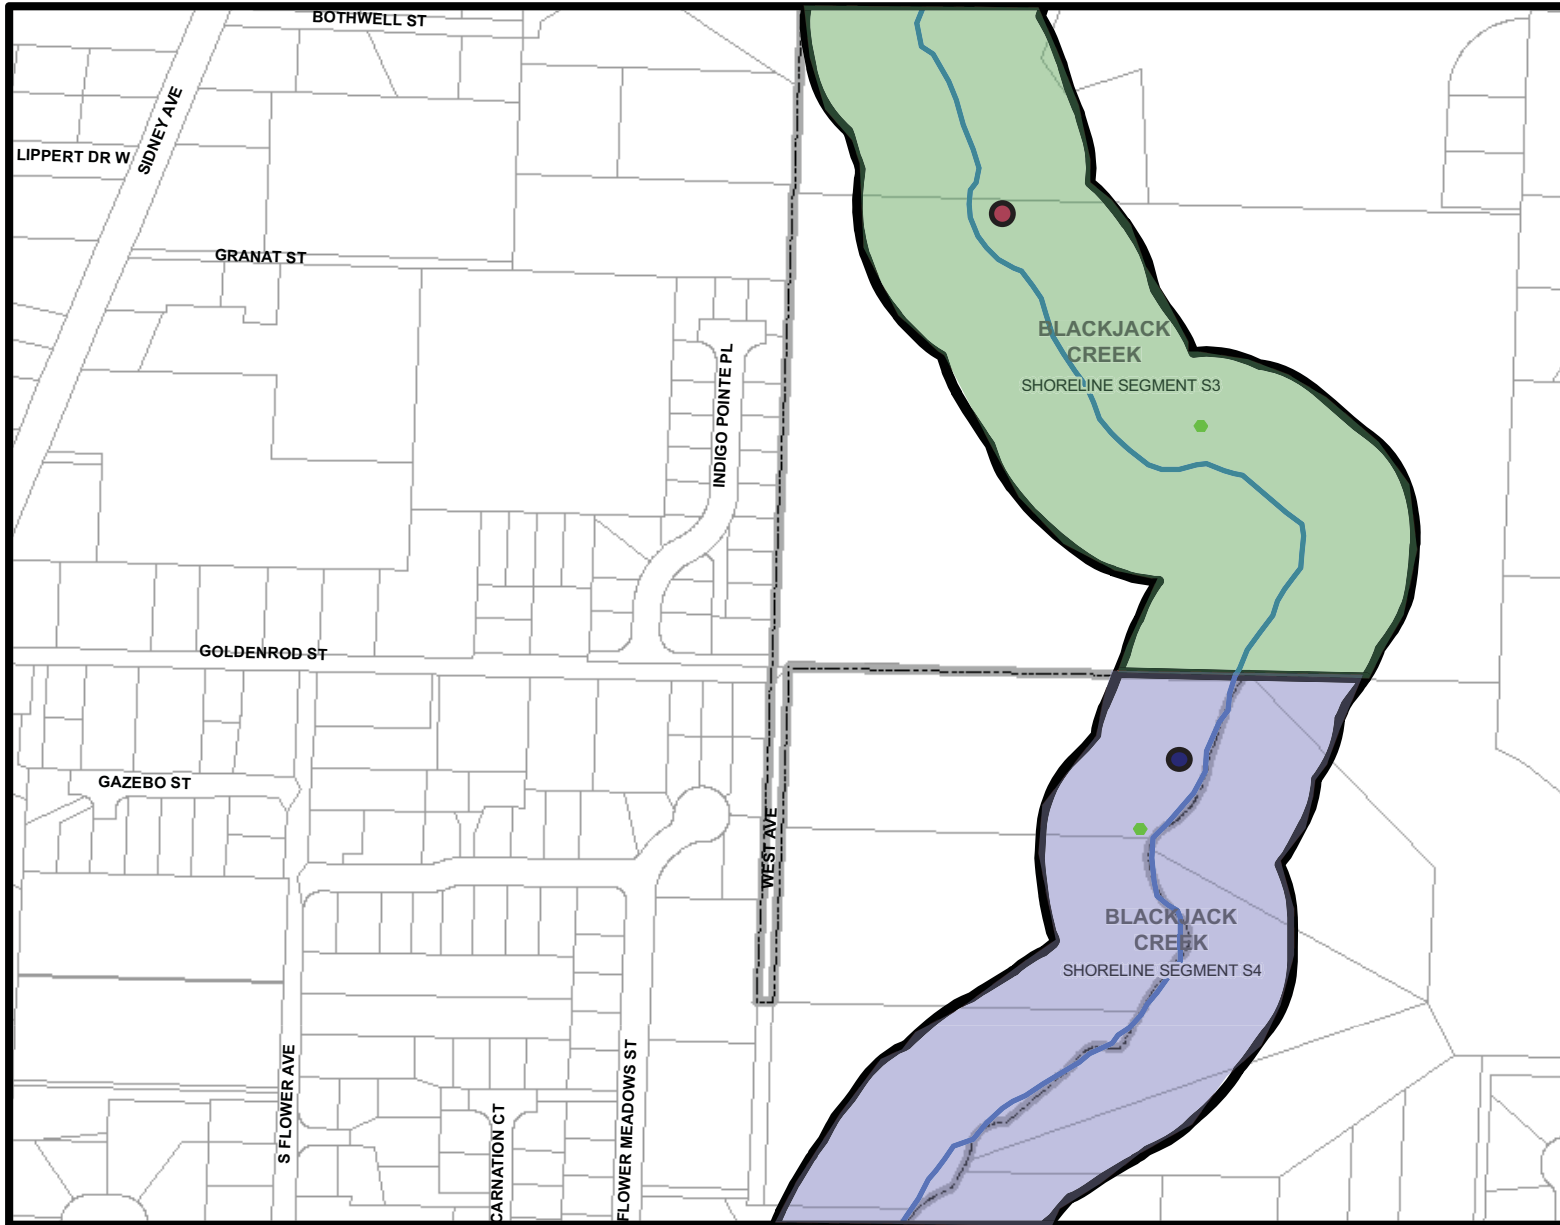 BOTHWELL ST
SIDNEY AVE
LIPPERT DR W
GRANAT ST
BLACKJACK
CREEK
SHORELINE SEGMENT S3
INDIGO POINTE PL
GOLDENROD ST
GAZEBO ST
WEST AVE
BLACKJACK
CREEK
SHORELINE SEGMENT S4
S FLOWER AVE
FLOWER MEADOWS ST
CARNATION CT